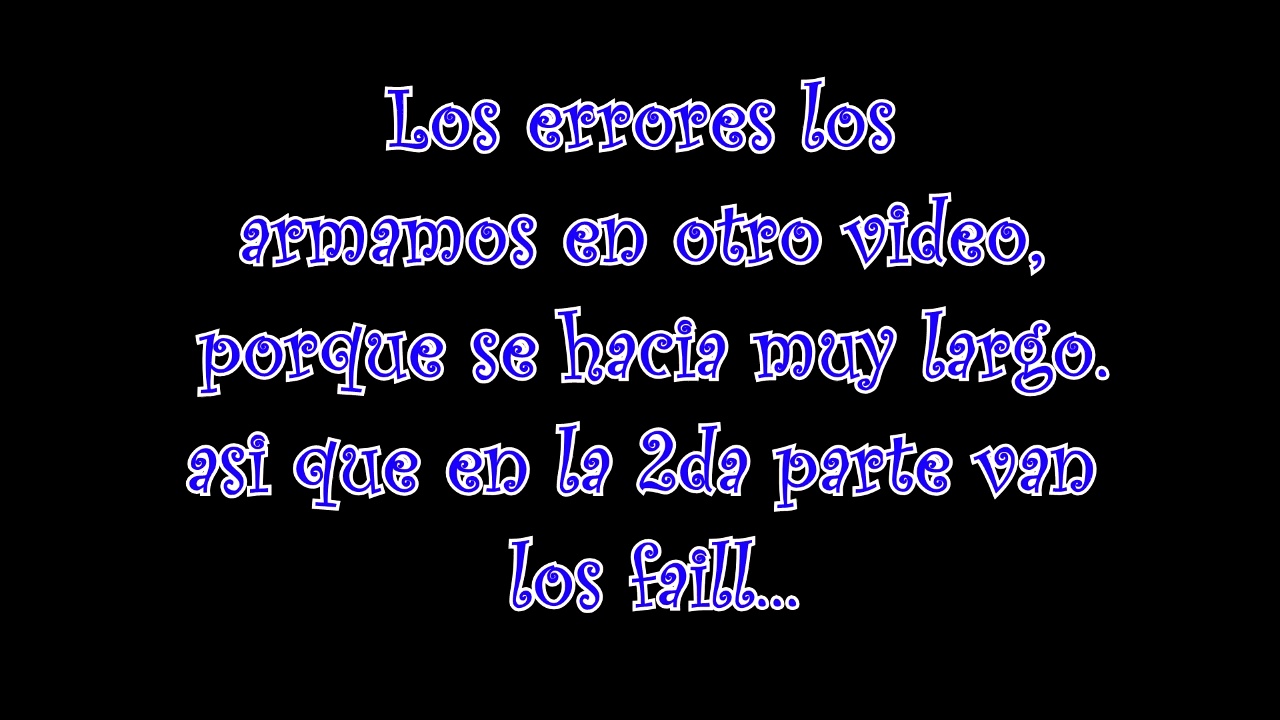 Los errores los
armamos en otro video,
porque se hacia muy largo.
asi que en la 2da parte van
los faill...